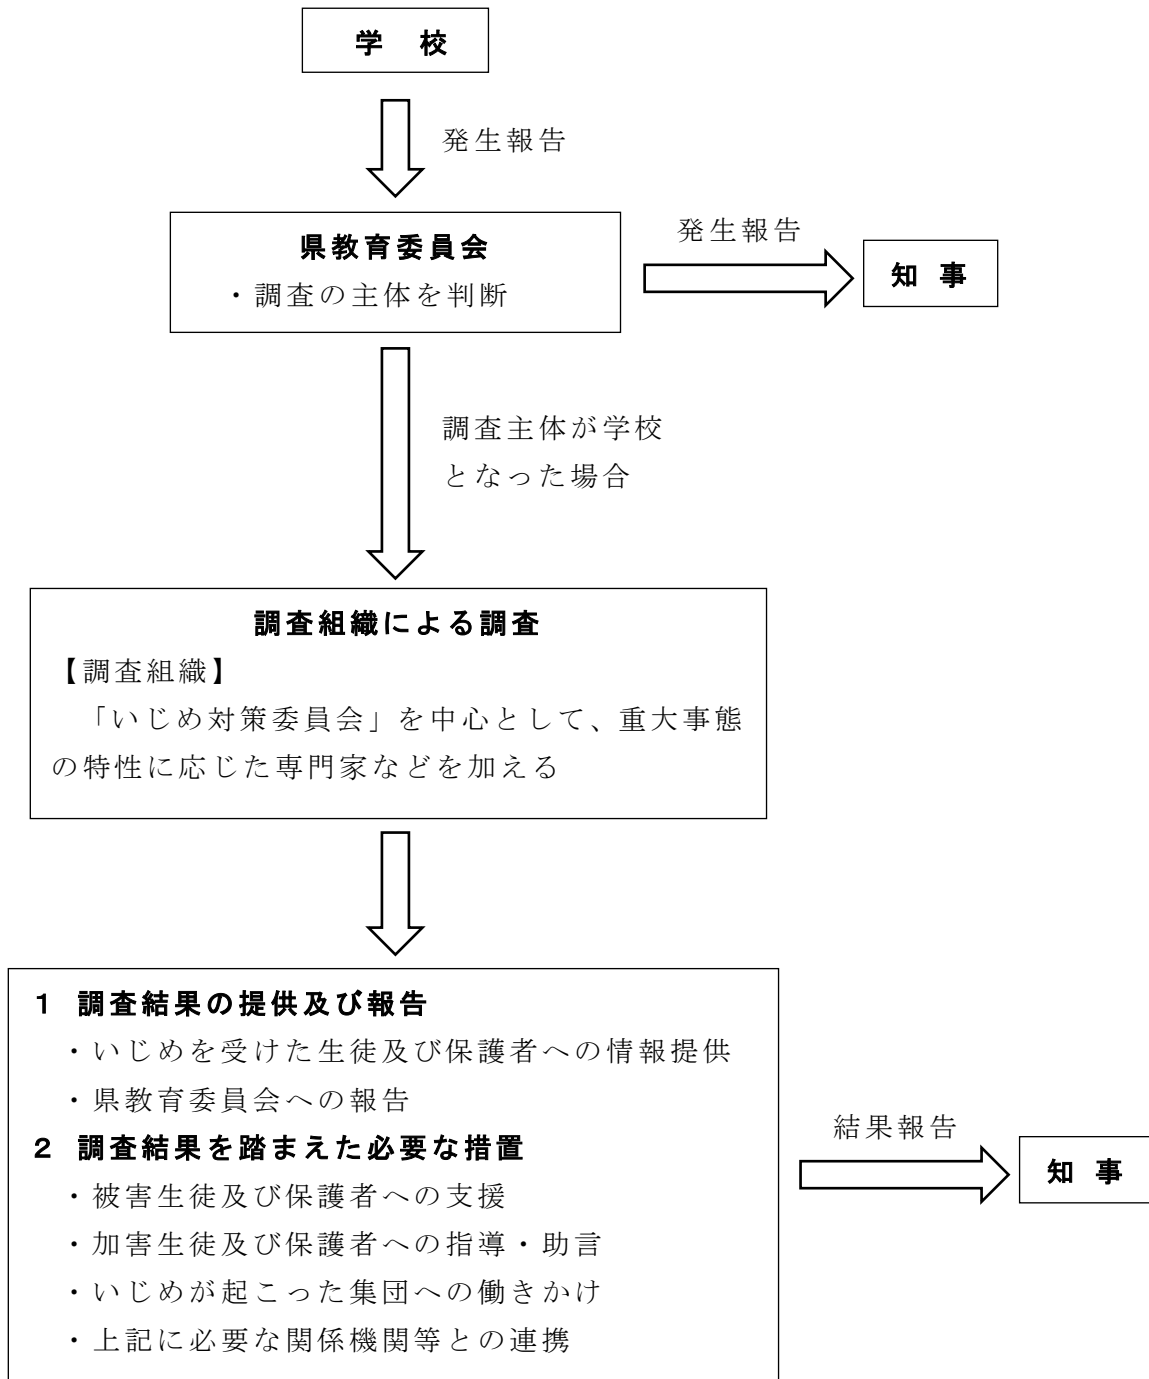 学　校
発生報告
県教育委員会
・調査の主体を判断
発生報告
知　事
調査主体が学校
となった場合
調査組織による調査
【調査組織】
「いじめ対策委員会」を中心として、重大事態
の特性に応じた専門家などを加える
１　調査結果の提供及び報告
・いじめを受けた生徒及び保護者への情報提供
・県教育委員会への報告
２　調査結果を踏まえた必要な措置
・被害生徒及び保護者への支援
・加害生徒及び保護者への指導・助言
・いじめが起こった集団への働きかけ
・上記に必要な関係機関等との連携
結果報告
知　事